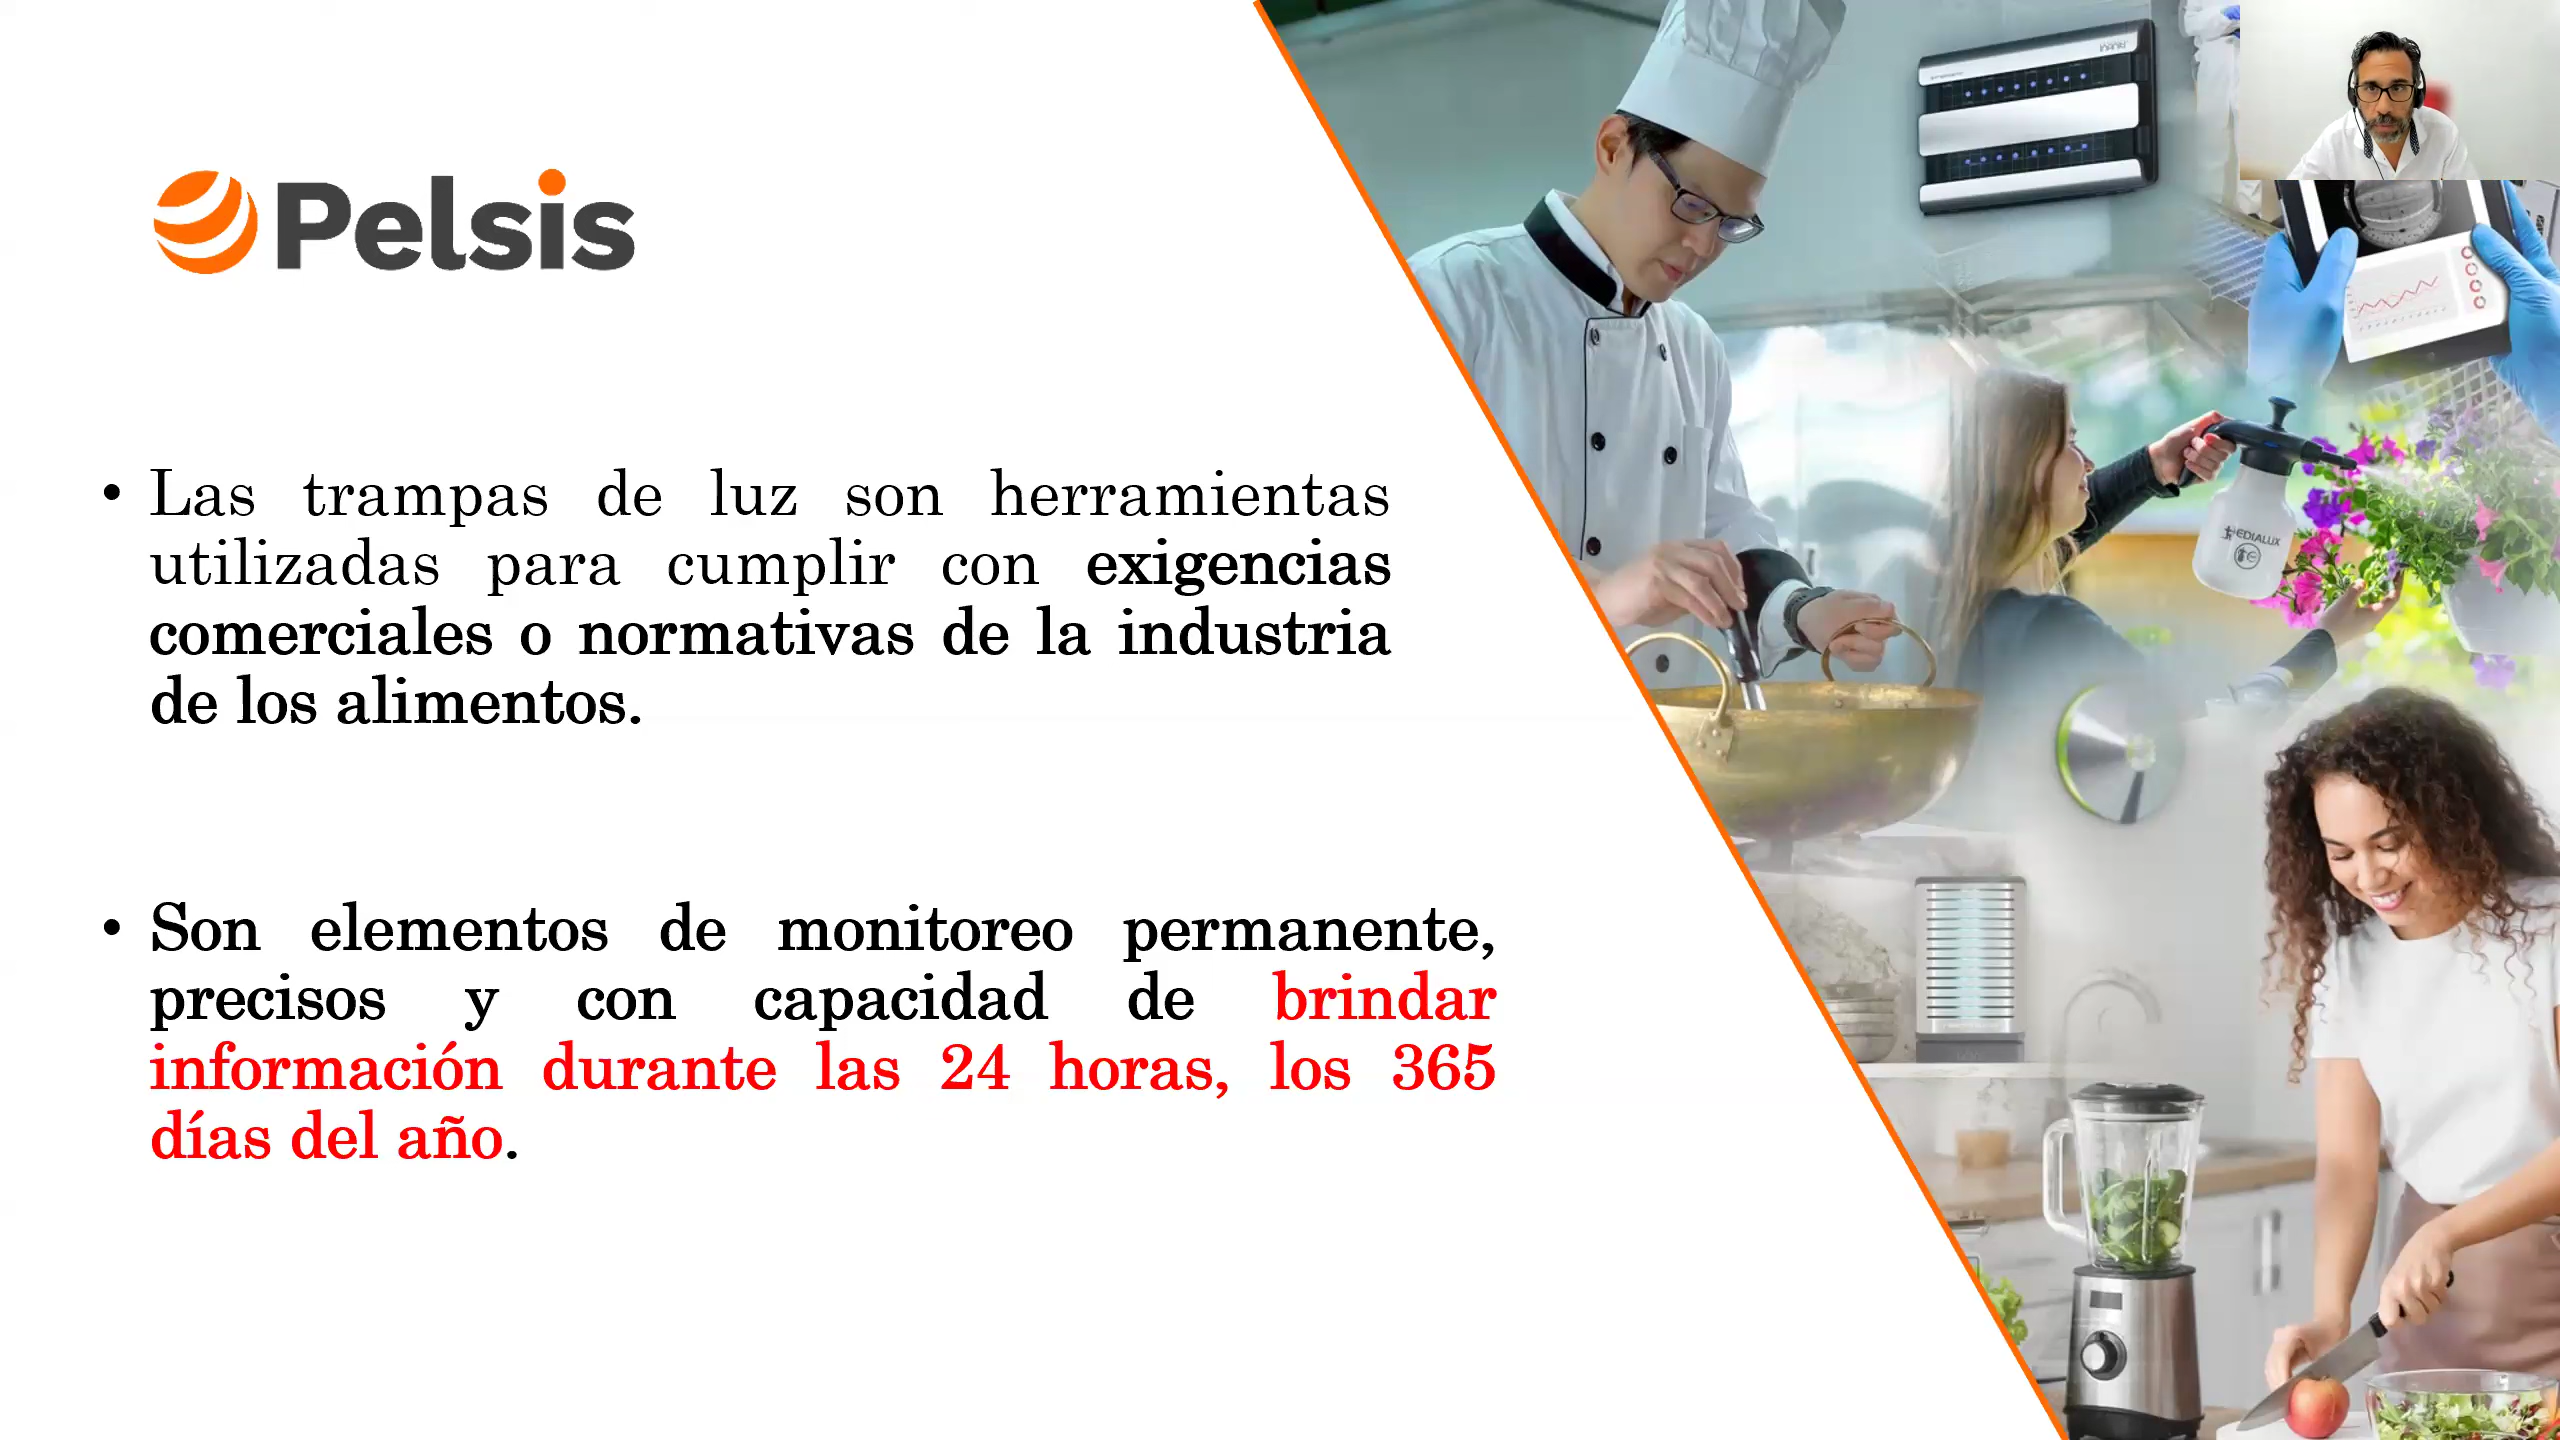 Pelsis
• Las trampas de luz son herramientas
utilizadas para cumplir con exigencias
comerciales o normativas de la industria
de los alimentos.
• Son elementos de monitoreo permanente,
precisos y con capacidad de brindar
información durante las 24 horas, los 365
días del año.
EDIALUX